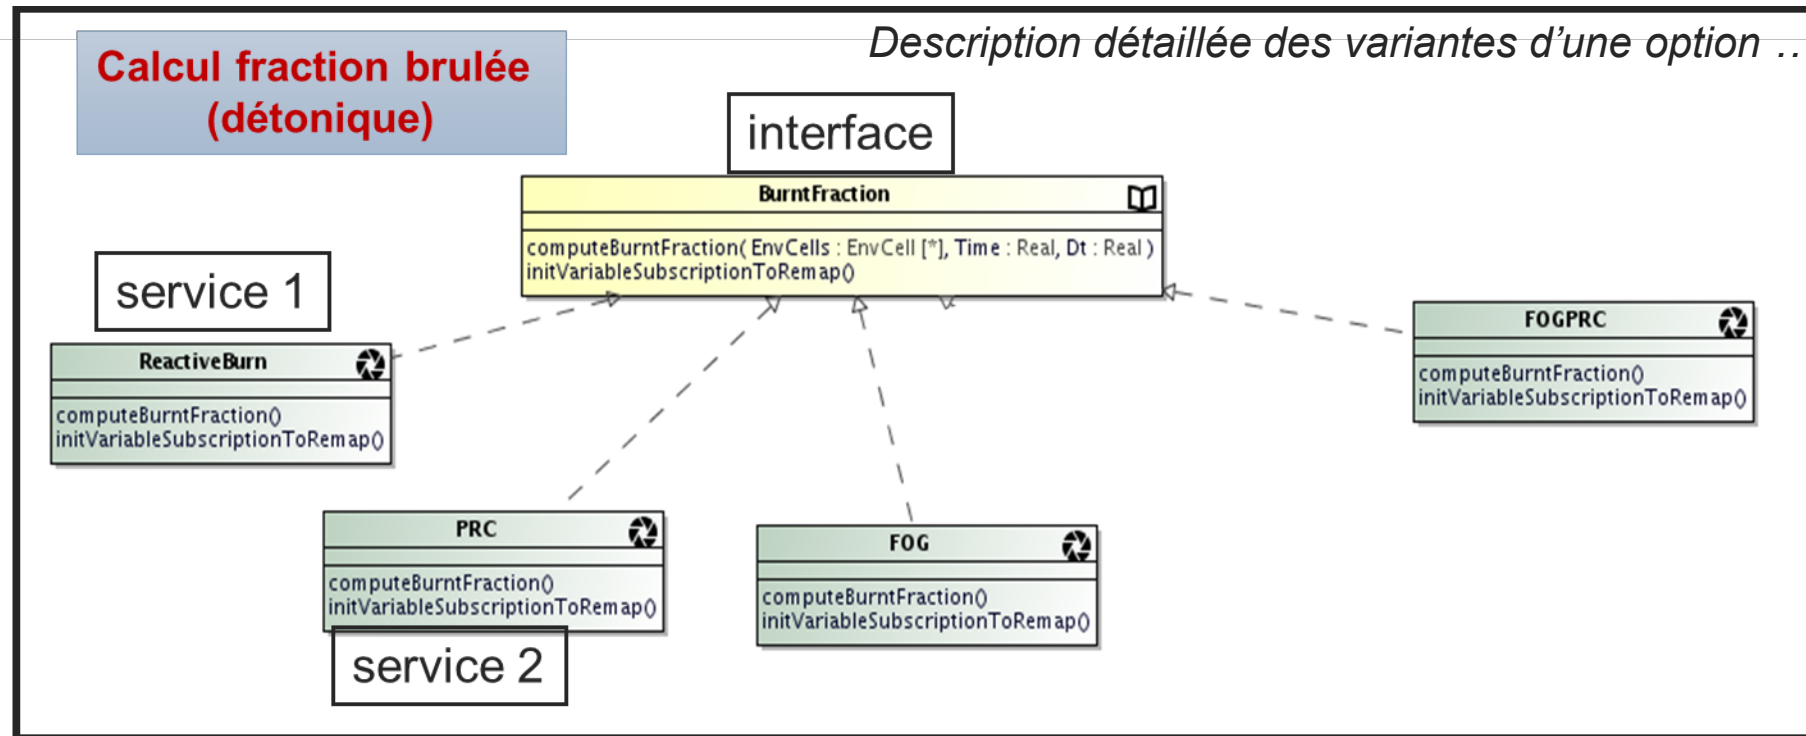 Description détaillée des variantes d’une option ..
Calcul fraction brulée
(détonique)
interface
BurntFraction
computeBurntFraction( EnvCells : EnvCell [*], Time : Real, Dt : Real )
initVariableSubscriptionToRemap()
service 1
ReactiveBurn
computeBurntFraction()
initVariableSubscriptionToRemap()
FOGPRC
computeBurntFraction()
initVariableSubscriptionToRemap()
PRC
computeBurntFraction()
initVariableSubscriptionToRemap()
service 2
FOG
computeBurntFraction()
initVariableSubscriptionToRemap()